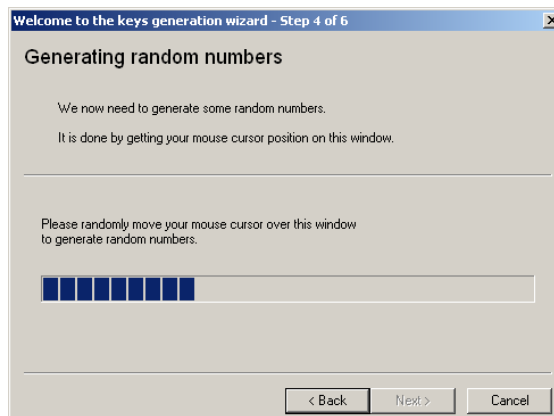 Welcome to the keys generation wizard - Step 4 of 6
Generating random numbers
We now need to generate some random numbers.
It is done by getting your mouse cursor position on this window.
Please randomly move your mouse cursor over this window
to generate random numbers.
< Back Next > Cancel